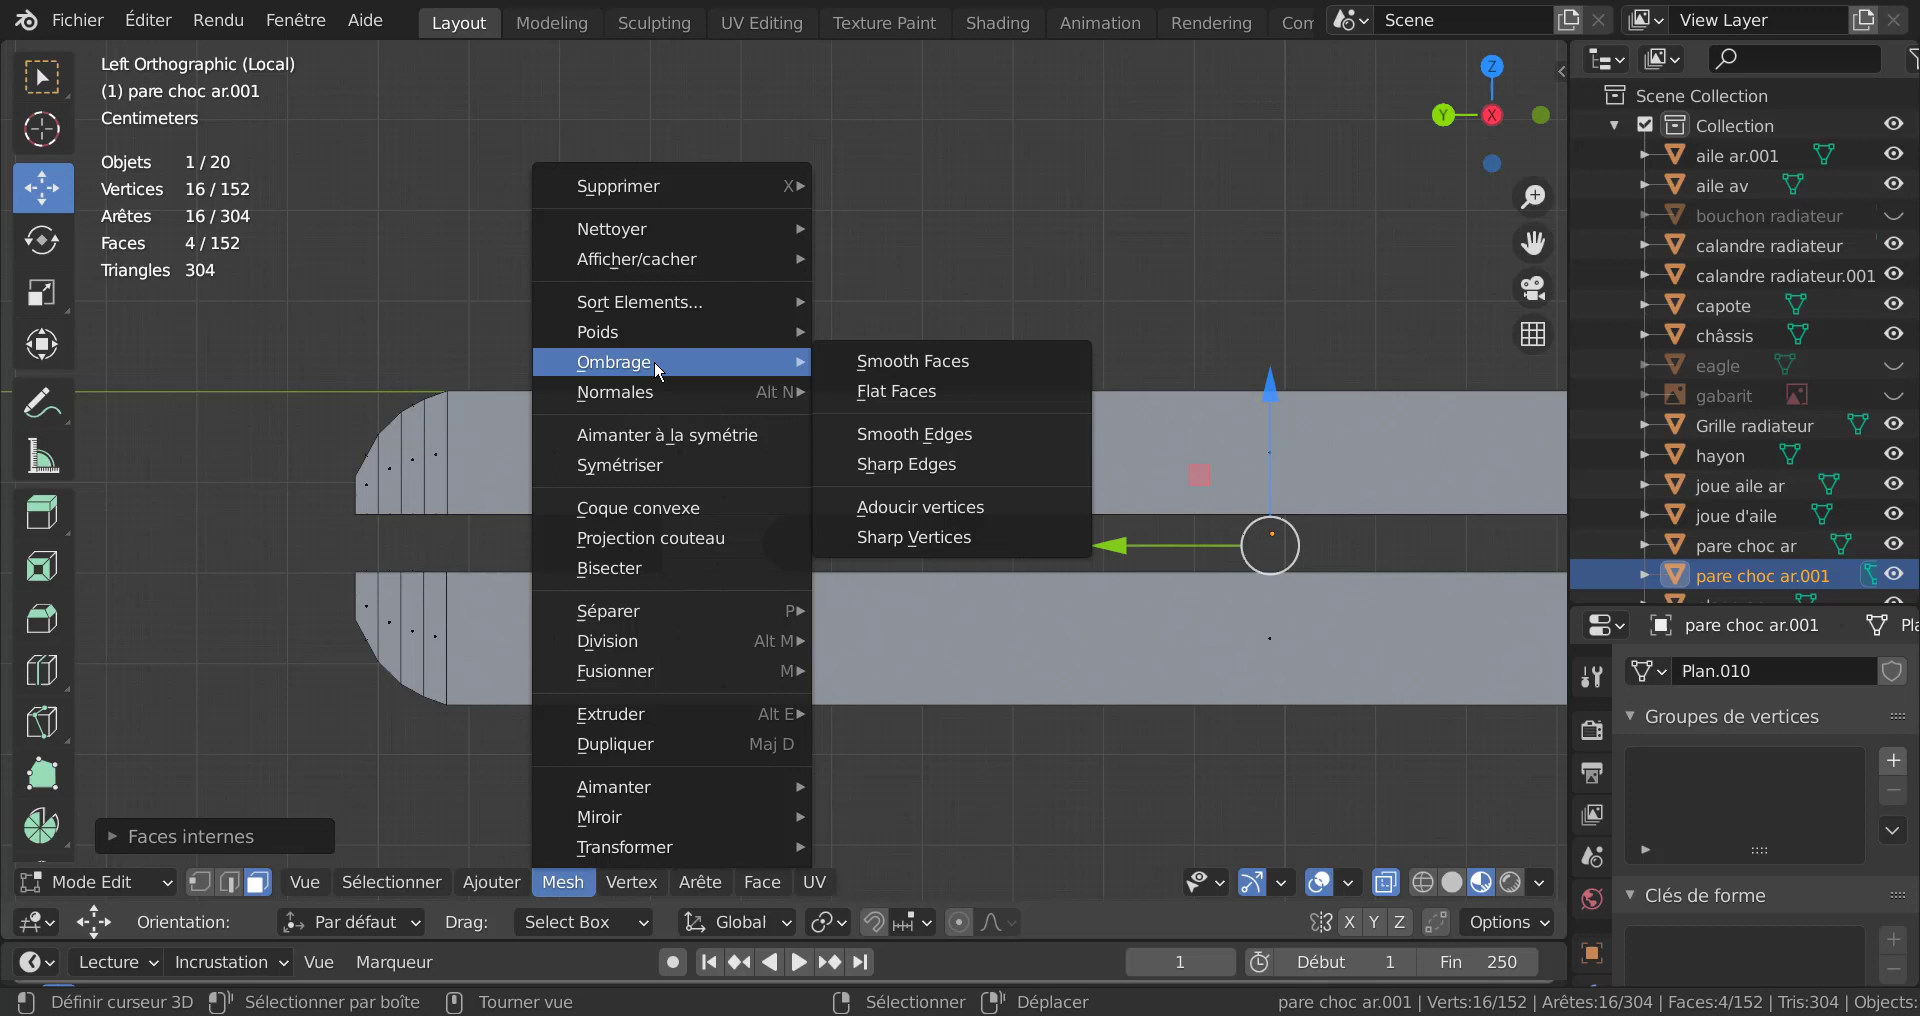 Fichier Éditer Rendu Fenêtre Aide Layout Modeling Sculpting UV Editing Texture Paint Shading Animation Rendering Com Scene View Layer
Left Orthographic (Local)
(1) pare choc ar.001
Centimeters
Objets 1 / 20
Vertices 16 / 152
Arêtes 16 / 304
Faces 4 / 152
Triangles 304
Z
Y
X
Supprimer X
Nettoyer
Afficher/cacher
Sort Elements...
Poids
Ombrage
Normales Alt N
Aimanter à la symétrie
Symétriser
Coque convexe
Projection couteau
Bisecter
Séparer P
Division Alt M
Fusionner M
Extruder Alt E
Dupliquer Maj D
Aimanter
Miroir
Transformer
Smooth Faces
Flat Faces
Smooth Edges
Sharp Edges
Adoucir vertices
Sharp Vertices
Scene Collection
Collection
aile ar.001
aile av
bouchon radiateur
calandre radiateur
calandre radiateur.001
capote
châssis
eagle
gabarit
Grille radiateur
hayon
joue aile ar
joue d'aile
pare choc ar
pare choc ar.001
pare choc ar.001 Pla
Plan.010
Groupes de vertices
Clés de forme
Faces internes
Mode Edit Vue Sélectionner Ajouter Mesh Vertex Arête Face UV
Orientation: Par défaut Drag: Select Box Global X Y Z Options
Lecture Incrustation Vue Marqueur 1 Début 1 Fin 250
Définir curseur 3D Sélectionner par boîte Tourner vue Sélectionner Déplacer pare choc ar.001 | Verts:16/152 | Arêtes:16/304 | Faces:4/152 | Tris:304 | Objects: